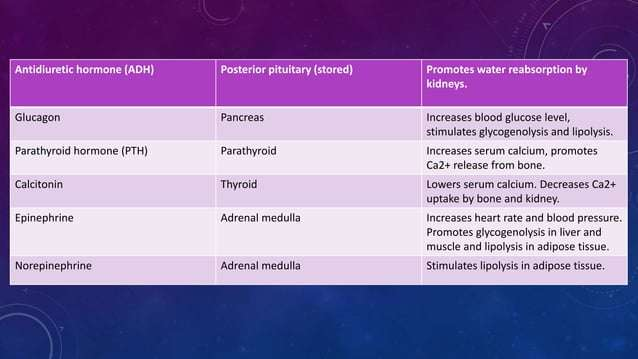 Antidiuretic hormone (ADH)
Posterior pituitary (stored)
Promotes water reabsorption by
kidneys.
Glucagon
Pancreas
Increases blood glucose level,
stimulates glycogenolysis and lipolysis.
Parathyroid hormone (PTH)
Parathyroid
Increases serum calcium, promotes
Ca2+ release from bone.
Calcitonin
Thyroid
Lowers serum calcium. Decreases Ca2+
uptake by bone and kidney.
Epinephrine
Adrenal medulla
Increases heart rate and blood pressure.
Promotes glycogenolysis in liver and
muscle and lipolysis in adipose tissue.
Norepinephrine
Adrenal medulla
Stimulates lipolysis in adipose tissue.